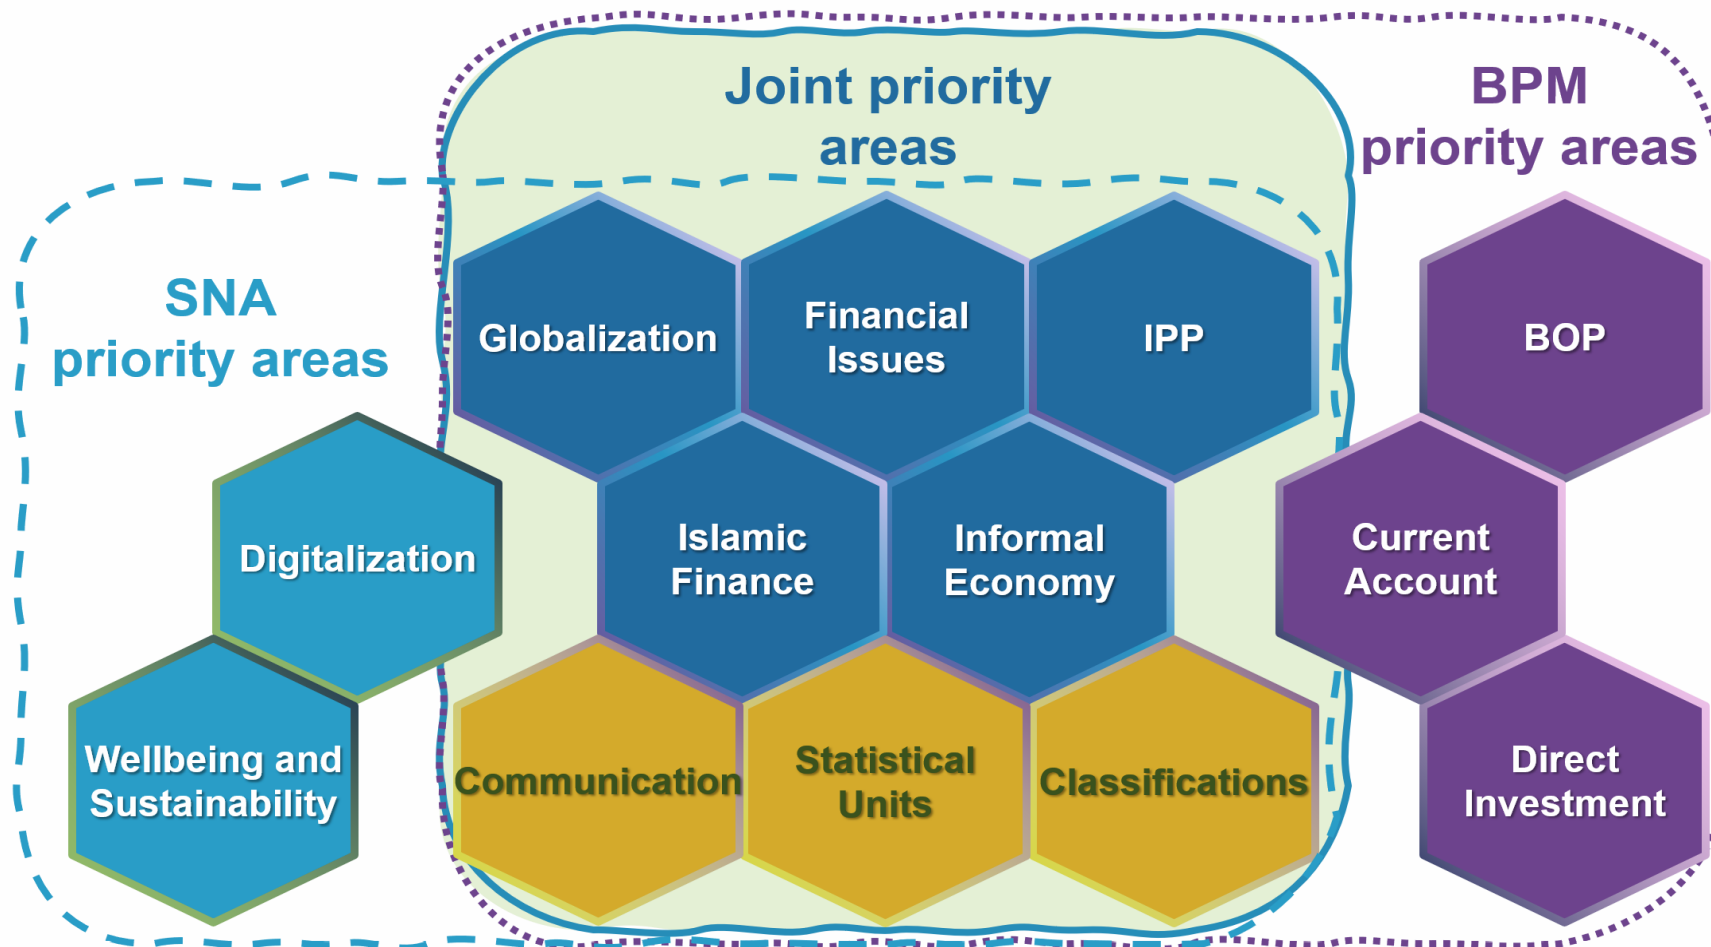 Joint priority
areas
BPM
priority areas
SNA
priority areas
Globalization
Financial
Issues
IPP
BOP
Digitalization
Islamic
Finance
Informal
Economy
Current
Account
Wellbeing and
Sustainability
Communication
Statistical
Units
Classifications
Direct
Investment